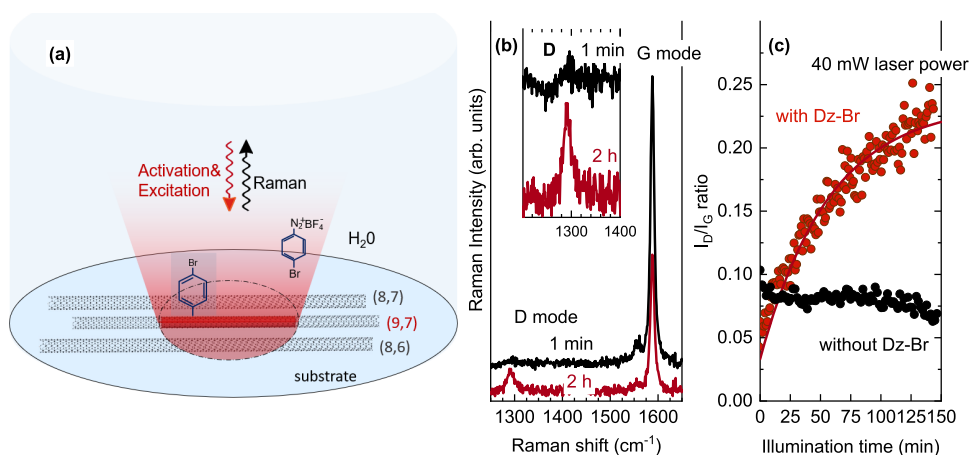 (a)
Activation&
Excitation
Raman
N₂⁺BF₄⁻
Br
H₂0
Br
(8,7)
(9,7)
(8,6)
substrate
(b)
D
1 min
G mode
2 h
1300
1400
D mode
1 min
2 h
1300
1400
1500
1600
Raman Intensity (arb. units)
Raman shift (cm⁻¹)
(c)
40 mW laser power
with Dz-Br
without Dz-Br
0.25
0.20
0.15
0.10
0.05
0.00
0
25
50
75
100
125
150
I_D/I_G ratio
Illumination time (min)